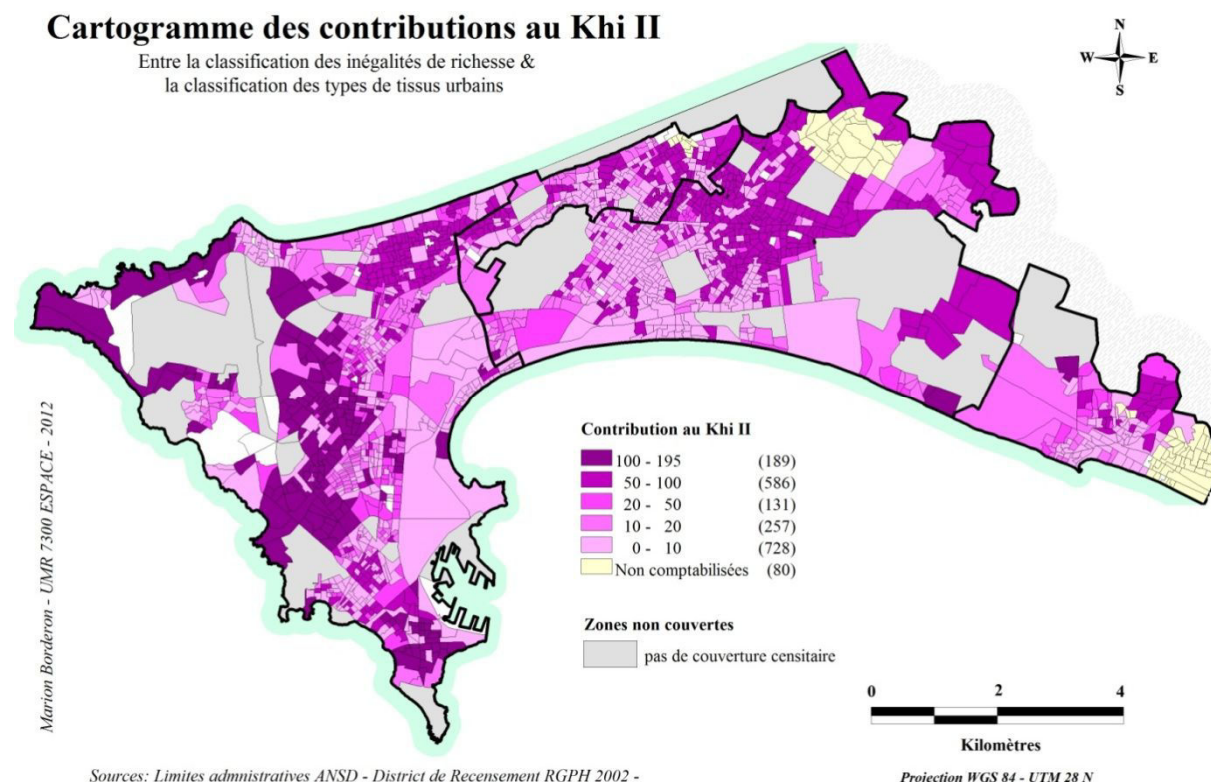 Cartogramme des contributions au Khi II
Entre la classification des inégalités de richesse &
la classification des types de tissus urbains
N
W E
S
Marion Borderon - UMR 7300 ESPACE - 2012
Contribution au Khi II
100 - 195 (189)
50 - 100 (586)
20 - 50 (131)
10 - 20 (257)
0 - 10 (728)
Non comptabilisées (80)
Zones non couvertes
pas de couverture censitaire
0 2 4
Kilomètres
Sources: Limites admnistratives ANSD - District de Recensement RGPH 2002 -
Projection WGS 84 - UTM 28 N